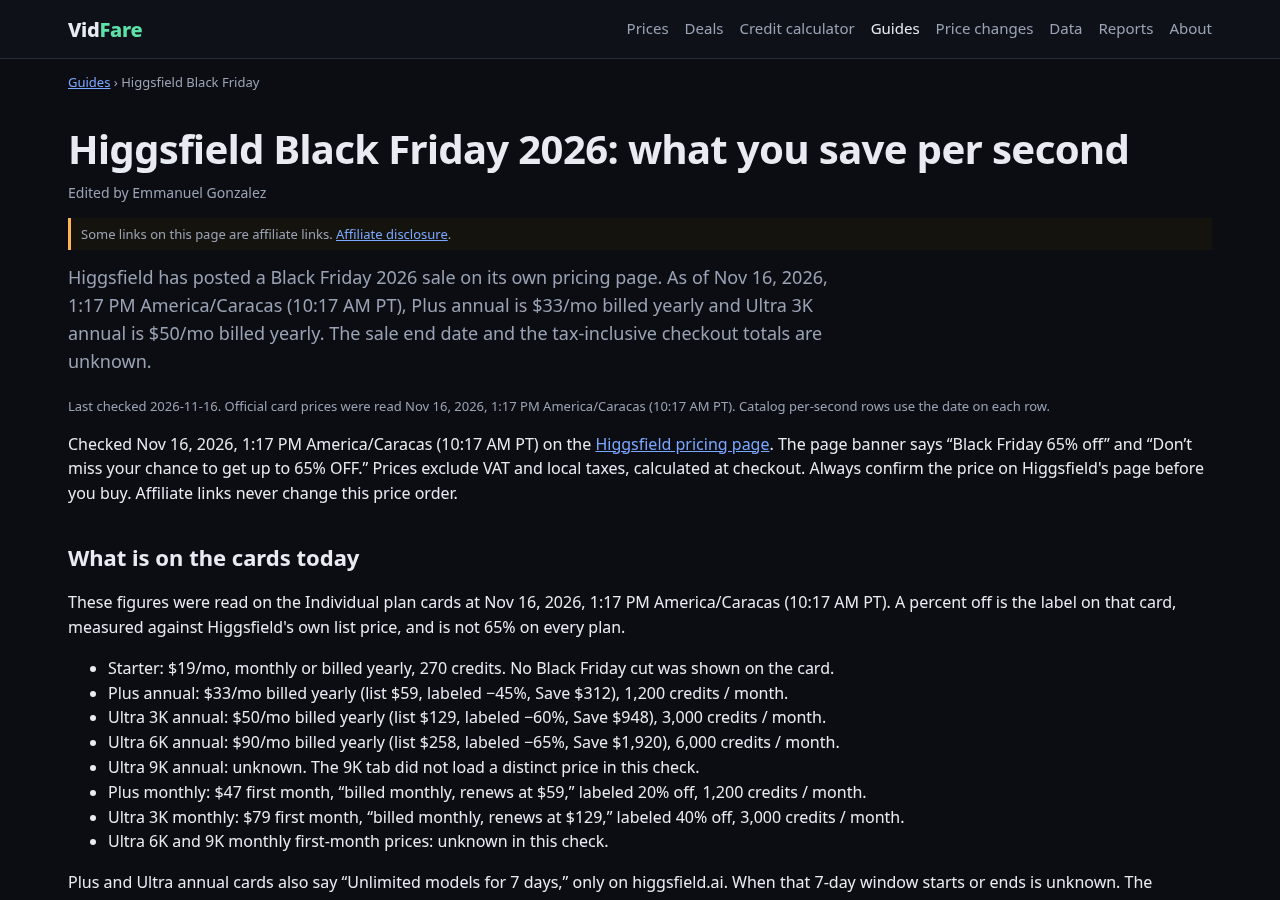 VidFare
Prices Deals Credit calculator Guides Price changes Data Reports About
Guides › Higgsfield Black Friday
Higgsfield Black Friday 2026: what you save per second
Edited by Emmanuel Gonzalez
Some links on this page are affiliate links. Affiliate disclosure.
Higgsfield has posted a Black Friday 2026 sale on its own pricing page. As of Nov 16, 2026,
1:17 PM America/Caracas (10:17 AM PT), Plus annual is $33/mo billed yearly and Ultra 3K
annual is $50/mo billed yearly. The sale end date and the tax-inclusive checkout totals are
unknown.
Last checked 2026-11-16. Official card prices were read Nov 16, 2026, 1:17 PM America/Caracas (10:17 AM PT). Catalog per-second rows use the date on each row.
Checked Nov 16, 2026, 1:17 PM America/Caracas (10:17 AM PT) on the Higgsfield pricing page. The page banner says “Black Friday 65% off” and “Don’t
miss your chance to get up to 65% OFF.” Prices exclude VAT and local taxes, calculated at checkout. Always confirm the price on Higgsfield's page before
you buy. Affiliate links never change this price order.
What is on the cards today
These figures were read on the Individual plan cards at Nov 16, 2026, 1:17 PM America/Caracas (10:17 AM PT). A percent off is the label on that card,
measured against Higgsfield's own list price, and is not 65% on every plan.
• Starter: $19/mo, monthly or billed yearly, 270 credits. No Black Friday cut was shown on the card.
• Plus annual: $33/mo billed yearly (list $59, labeled −45%, Save $312), 1,200 credits / month.
• Ultra 3K annual: $50/mo billed yearly (list $129, labeled −60%, Save $948), 3,000 credits / month.
• Ultra 6K annual: $90/mo billed yearly (list $258, labeled −65%, Save $1,920), 6,000 credits / month.
• Ultra 9K annual: unknown. The 9K tab did not load a distinct price in this check.
• Plus monthly: $47 first month, “billed monthly, renews at $59,” labeled 20% off, 1,200 credits / month.
• Ultra 3K monthly: $79 first month, “billed monthly, renews at $129,” labeled 40% off, 3,000 credits / month.
• Ultra 6K and 9K monthly first-month prices: unknown in this check.
Plus and Ultra annual cards also say “Unlimited models for 7 days,” only on higgsfield.ai. When that 7-day window starts or ends is unknown. The